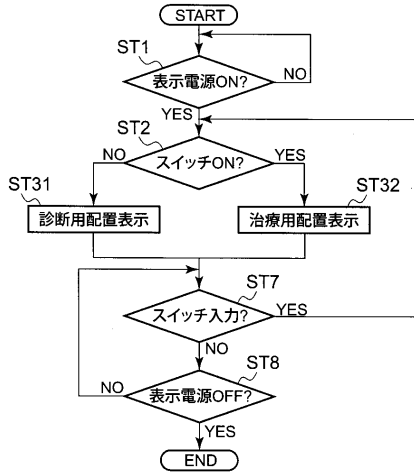 START
ST1
表示電源ON?
NO
YES
ST2
スイッチON?
NO
YES
ST31
ST32
診断用配置表示
治療用配置表示
ST7
スイッチ入力?
YES
NO
ST8
表示電源OFF?
NO
YES
END